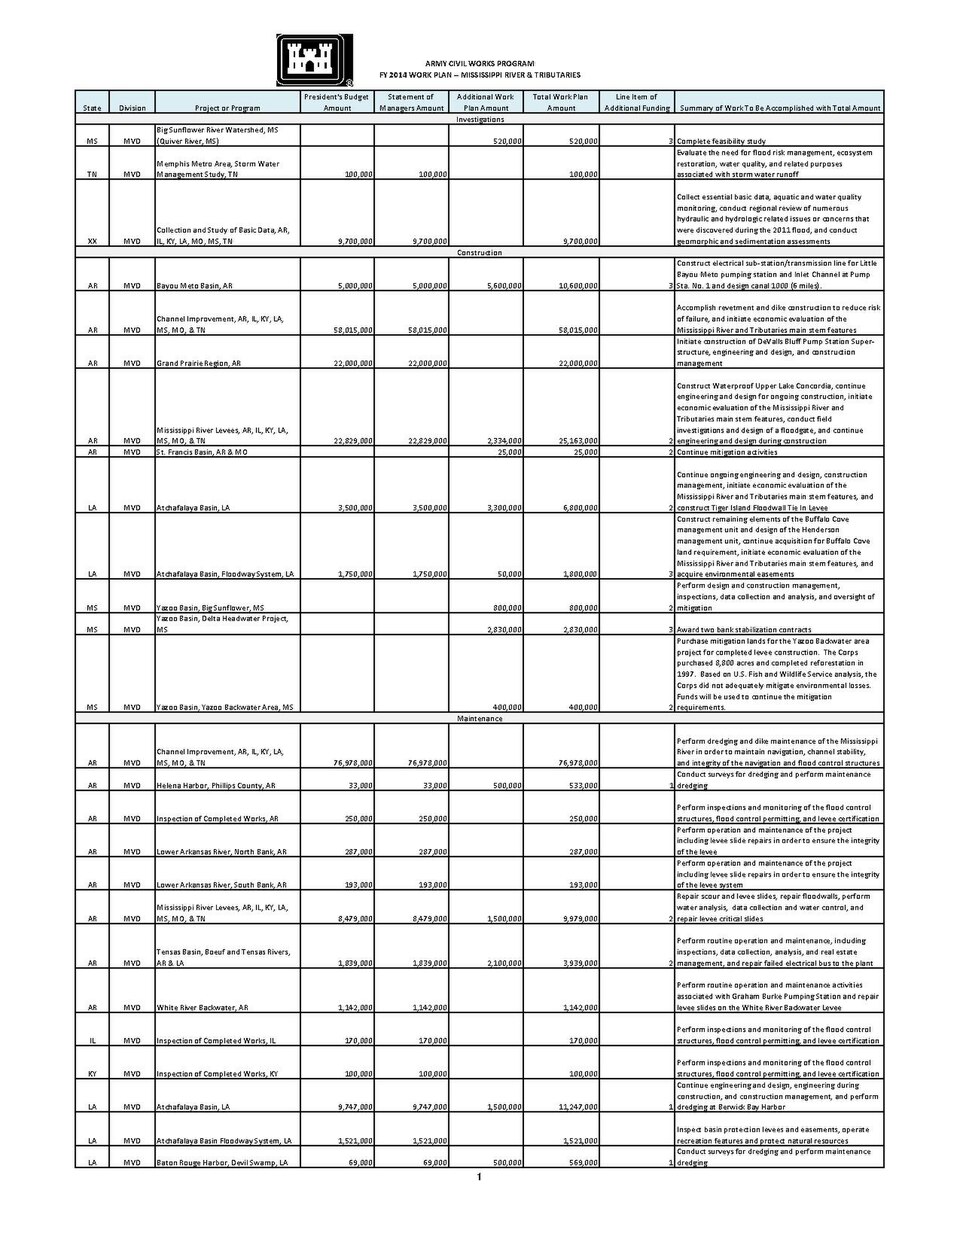 ARMY CIVIL WORKS PROGRAM
FY 2014 WORK PLAN -- MISSISSIPPI RIVER & TRIBUTARIES
State Division Project or Program President's Budget Amount Statement of Managers Amount Additional Work Plan Amount Total Work Plan Amount Line Item of Additional Funding Summary of Work To Be Accomplished with Total Amount
Investigations
Big Sunflower River Watershed, MS
MS MVD (Quiver River, MS) 520,000 520,000 3 Complete feasibility study
Evaluate the need for flood risk management, ecosystem
Memphis Metro Area, Storm Water restoration, water quality, and related purposes
TN MVD Management Study, TN 100,000 100,000 100,000 associated with storm water runoff
Collect essential basic data, aquatic and water quality
monitoring, conduct regional review of numerous
hydraulic and hydrologic related issues or concerns that
Collection and Study of Basic Data, AR, were discovered during the 2011 flood, and conduct
XX MVD IL, KY, LA, MO, MS, TN 9,700,000 9,700,000 9,700,000 geomorphic and sedimentation assessments
Construction
Construct electrical sub-station/transmission line for Little
Bayou Meto pumping station and Inlet Channel at Pump
AR MVD Bayou Meto Basin, AR 5,000,000 5,000,000 5,600,000 10,600,000 3 Sta. No. 1 and design canal 1000 (6 miles).
Accomplish revetment and dike construction to reduce risk
Channel Improvement, AR, IL, KY, LA, of failure, and initiate economic evaluation of the
AR MVD MS, MO, & TN 58,015,000 58,015,000 58,015,000 Mississippi River and Tributaries main stem features
Initiate construction of DeValls Bluff Pump Station Super-
structure, engineering and design, and construction
AR MVD Grand Prairie Region, AR 22,000,000 22,000,000 22,000,000 management
Construct Waterproof Upper Lake Concordia, continue
engineering and design for ongoing construction, initiate
economic evaluation of the Mississippi River and
Tributaries main stem features, conduct field
Mississippi River Levees, AR, IL, KY, LA, investigations and design of a floodgate, and continue
AR MVD MS, MO, & TN 22,829,000 22,829,000 2,334,000 25,163,000 2 engineering and design during construction
AR MVD St. Francis Basin, AR & MO 25,000 25,000 2 Continue mitigation activities
Continue ongoing engineering and design, construction
management, initiate economic evaluation of the
Mississippi River and Tributaries main stem features, and
LA MVD Atchafalaya Basin, LA 3,500,000 3,500,000 3,300,000 6,800,000 2 construct Tiger Island Floodwall Tie In Levee
Construct remaining elements of the Buffalo Cove
management unit and design of the Henderson
management unit, continue acquisition for Buffalo Cove
land requirement, initiate economic evaluation of the
Mississippi River and Tributaries main stem features, and
LA MVD Atchafalaya Basin, Floodway System, LA 1,750,000 1,750,000 50,000 1,800,000 3 acquire environmental easements
Perform design and construction management,
inspections, data collection and analysis, and oversight of
MS MVD Yazoo Basin, Big Sunflower, MS 800,000 800,000 2 mitigation
Yazoo Basin, Delta Headwater Project,
MS MVD MS 2,830,000 2,830,000 3 Award two bank stabilization contracts
Purchase mitigation lands for the Yazoo Backwater area
project for completed levee construction. The Corps
purchased 8,800 acres and completed reforestation in
1997. Based on U.S. Fish and Wildlife Service analysis, the
Corps did not adequately mitigate environmental losses.
Funds will be used to continue the mitigation
MS MVD Yazoo Basin, Yazoo Backwater Area, MS 400,000 400,000 2 requirements.
Maintenance
Perform dredging and dike maintenance of the Mississippi
Channel Improvement, AR, IL, KY, LA, River in order to maintain navigation, channel stability,
AR MVD MS, MO, & TN 76,978,000 76,978,000 76,978,000 and integrity of the navigation and flood control structures
Conduct surveys for dredging and perform maintenance
AR MVD Helena Harbor, Phillips County, AR 33,000 33,000 500,000 533,000 1 dredging
Perform inspections and monitoring of the flood control
AR MVD Inspection of Completed Works, AR 250,000 250,000 250,000 structures, flood control permitting, and levee certification
Perform operation and maintenance of the project
including levee slide repairs in order to ensure the integrity
AR MVD Lower Arkansas River, North Bank, AR 287,000 287,000 287,000 of the levee
Perform operation and maintenance of the project
including levee slide repairs in order to ensure the integrity
AR MVD Lower Arkansas River, South Bank, AR 193,000 193,000 193,000 of the levee system
Repair scour and levee slides, repair floodwalls, perform
Mississippi River Levees, AR, IL, KY, LA, water analysis, data collection and water control, and
AR MVD MS, MO, & TN 8,479,000 8,479,000 1,500,000 9,979,000 2 repair levee critical slides
Perform routine operation and maintenance, including
Tensas Basin, Boeuf and Tensas Rivers, inspections, data collection, analysis, and real estate
AR MVD AR & LA 1,839,000 1,839,000 2,100,000 3,939,000 2 management, and repair failed electrical bus to the plant
Perform routine operation and maintenance activities
associated with Graham Burke Pumping Station and repair
AR MVD White River Backwater, AR 1,142,000 1,142,000 1,142,000 levee slides on the White River Backwater Levee
Perform inspections and monitoring of the flood control
IL MVD Inspection of Completed Works, IL 170,000 170,000 170,000 structures, flood control permitting, and levee certification
Perform inspections and monitoring of the flood control
KY MVD Inspection of Completed Works, KY 100,000 100,000 100,000 structures, flood control permitting, and levee certification
Continue engineering and design, engineering during
construction, and construction management, and perform
LA MVD Atchafalaya Basin, LA 9,747,000 9,747,000 1,500,000 11,247,000 1 dredging at Berwick Bay Harbor
Inspect basin protection levees and easements, operate
LA MVD Atchafalaya Basin Floodway System, LA 1,521,000 1,521,000 1,521,000 recreation features and protect natural resources
Conduct surveys for dredging and perform maintenance
LA MVD Baton Rouge Harbor, Devil Swamp, LA 69,000 69,000 500,000 569,000 1 dredging
1